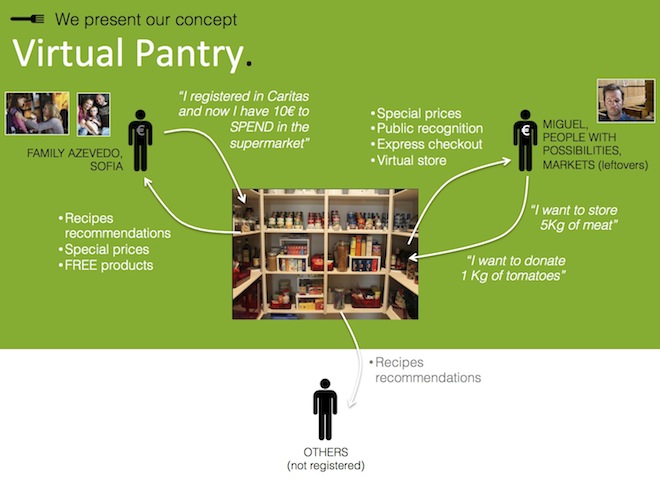 We present our concept
Virtual Pantry.
“I registered in Caritas
and now I have 10€ to
SPEND in the
supermarket”
• Special prices
• Public recognition
• Express checkout
• Virtual store
€
FAMILY AZEVEDO,
SOFIA
€
MIGUEL,
PEOPLE WITH
POSSIBILITIES,
MARKETS (leftovers)
• Recipes
recommendations
• Special prices
• FREE products
“I want to store
5Kg of meat”
“I want to donate
1 Kg of tomatoes”
• Recipes
recommendations
OTHERS
(not registered)